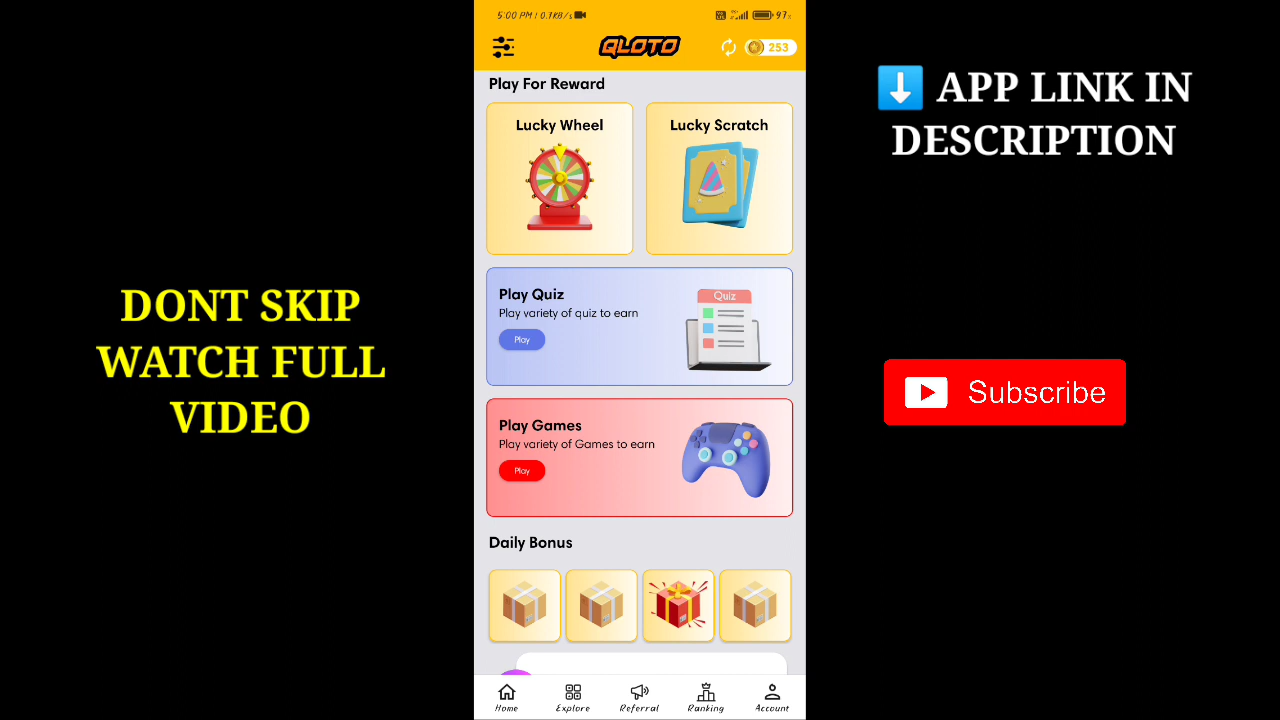 5:00 PM | 0.1KB/s
97%
QLOTO
253
Play For Reward
Lucky Wheel
Lucky Scratch
Play Quiz
Play variety of quiz to earn
Play
Quiz
Play Games
Play variety of Games to earn
Play
Daily Bonus
Home
Explore
Referral
Ranking
Account
DONT SKIP
WATCH FULL
VIDEO
⬇️ APP LINK IN
DESCRIPTION
Subscribe